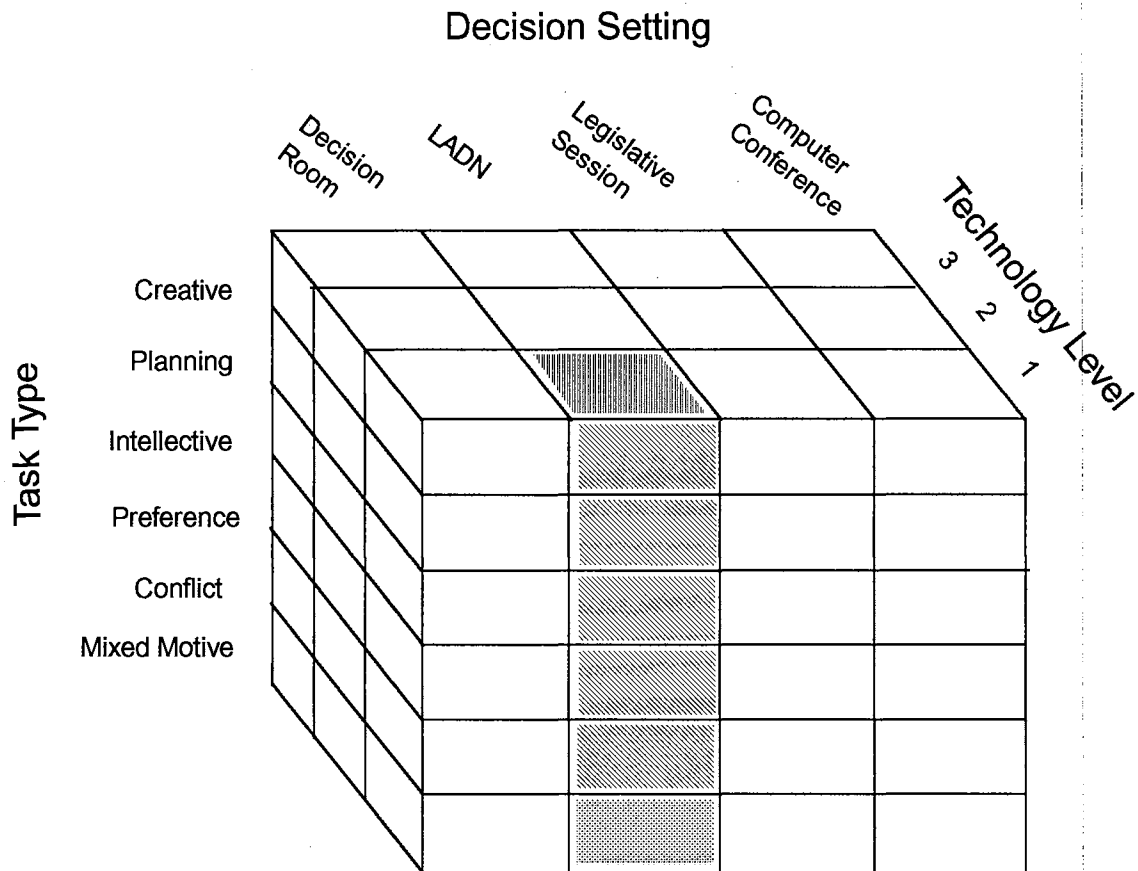 Decision Setting
Decision
Room
LADN
Legislative
Session
Computer
Conference
Technology Level
3
2
1
Task Type
Creative
Planning
Intellective
Preference
Conflict
Mixed Motive